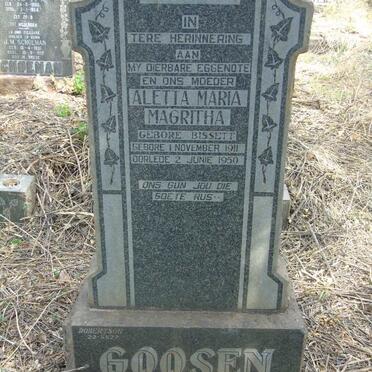 IN
TERE HERINNERING
AAN
MY DIERBARE EGGENOTE
EN ONS MOEDER
ALETTA MARIA
MAGRITHA
GEBORE BISSETT
GEBORE 1 NOVEMBER 1911
OORLEDE 2 JUNIE 1950
ONS GUN JOU DIE
SOETE RUS
ROBERTSON
GOOSEN